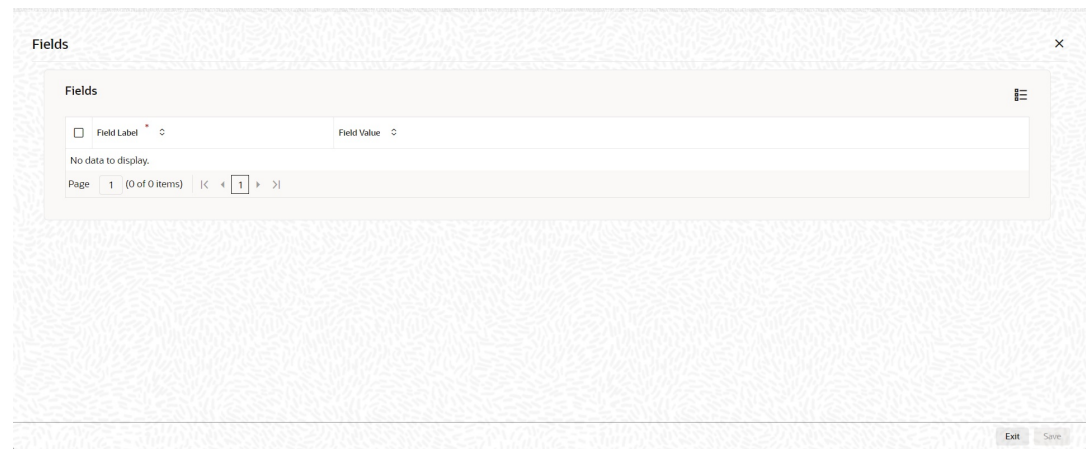 Fields
Fields
Field Label * Field Value
No data to display.
Page 1 (0 of 0 items) 1
Exit Save